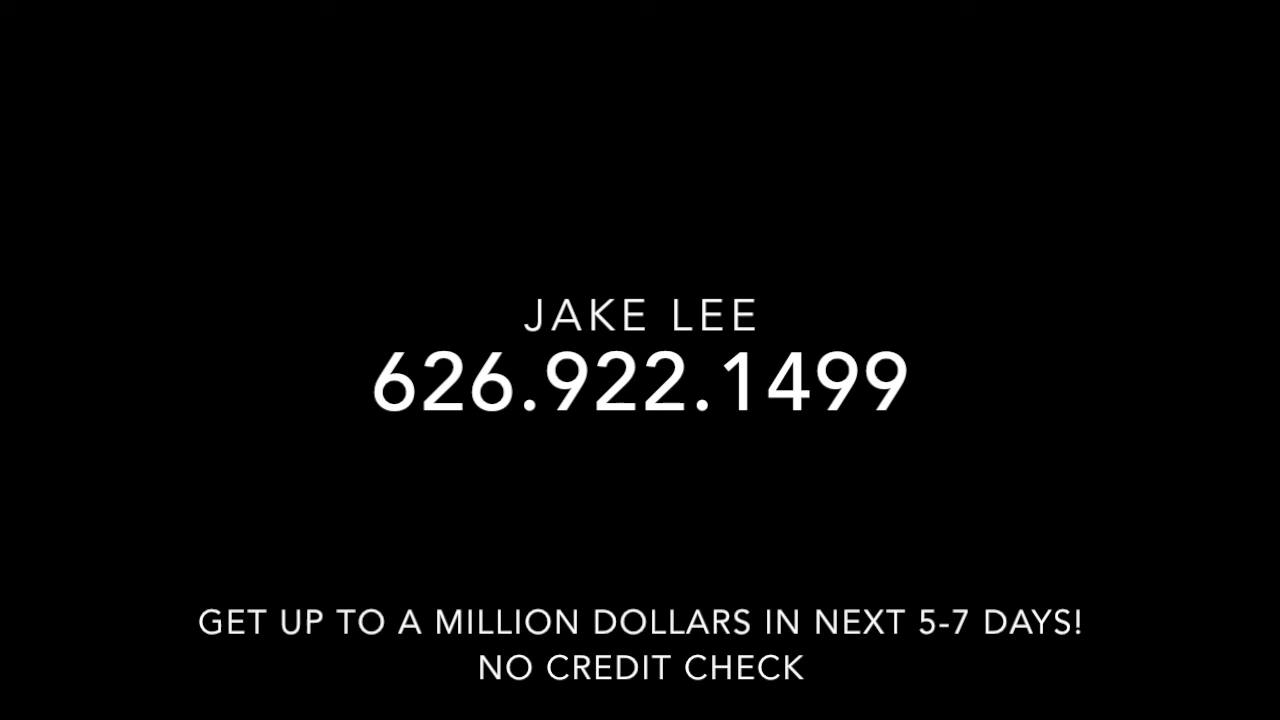 JAKE LEE
626.922.1499
GET UP TO A MILLION DOLLARS IN NEXT 5-7 DAYS!
NO CREDIT CHECK